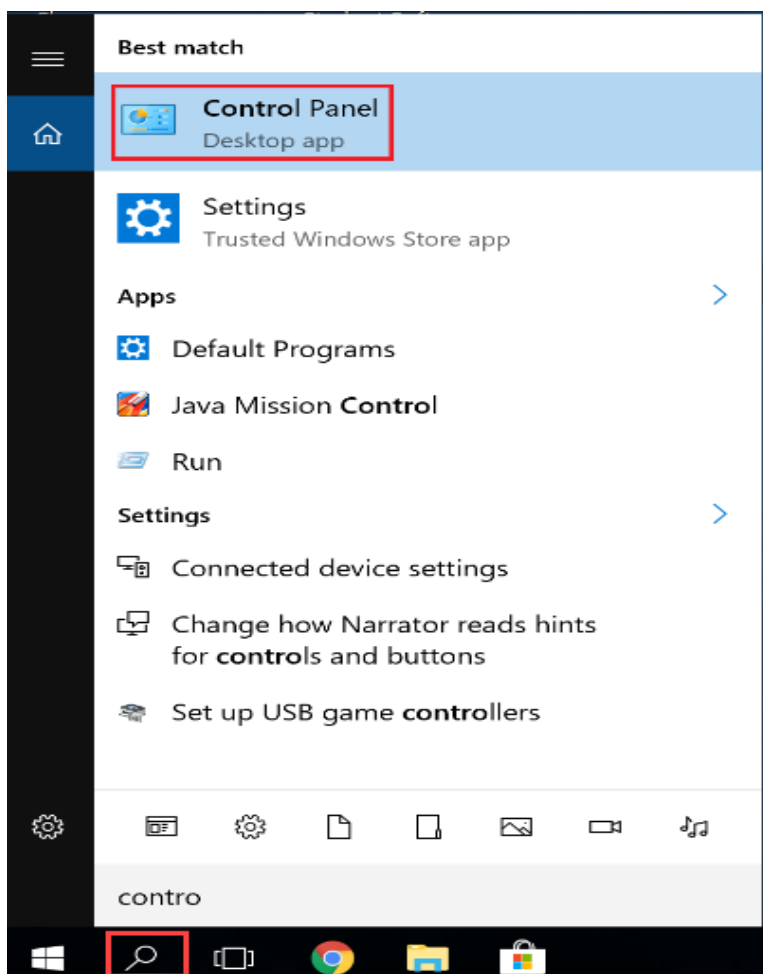 Best match
Control Panel
Desktop app
Settings
Trusted Windows Store app
Apps
Default Programs
Java Mission Control
Run
Settings
Connected device settings
Change how Narrator reads hints
for controls and buttons
Set up USB game controllers
contro